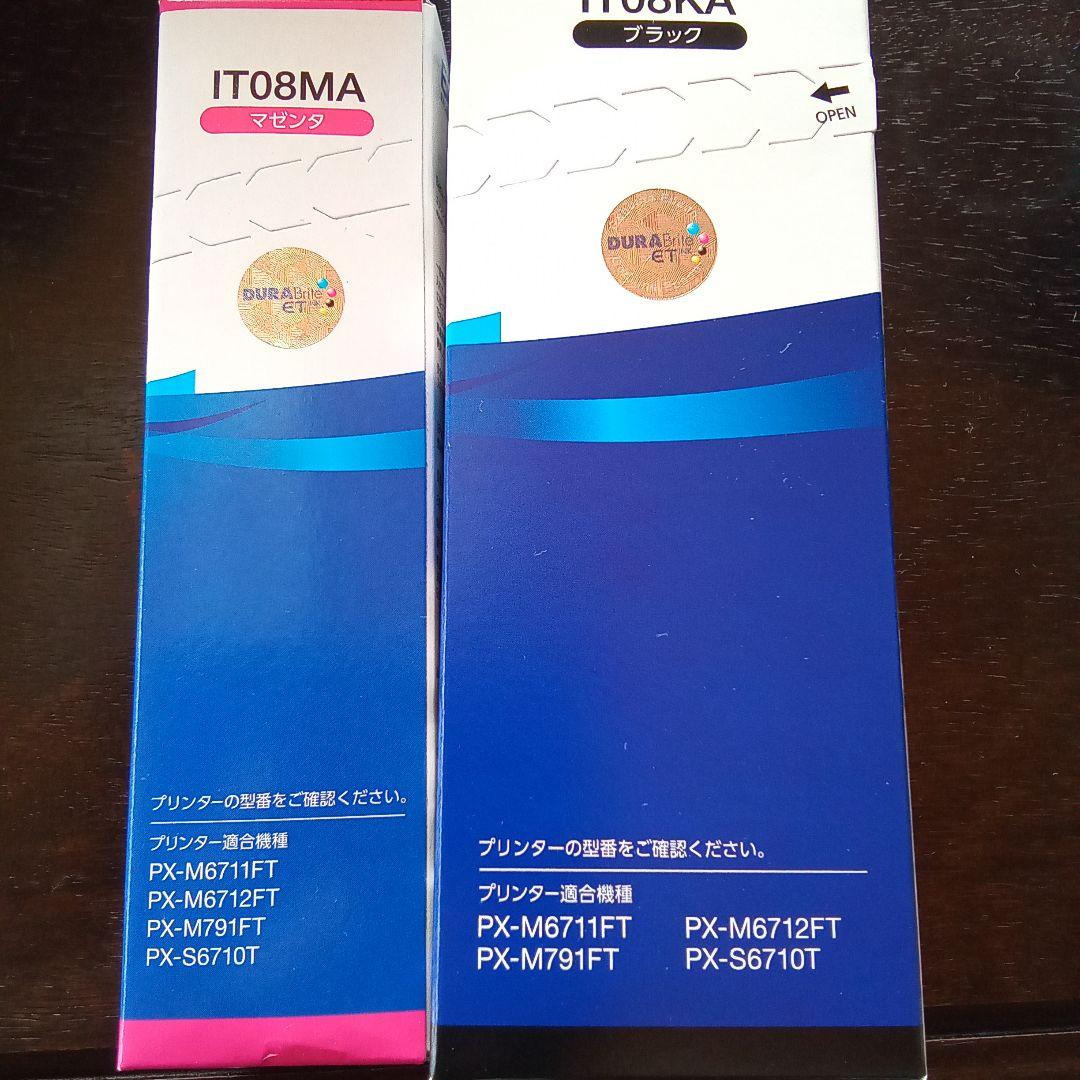 IT08MA
マゼンタ
DURABrite
ET INK
プリンターの型番をご確認ください。
プリンター適合機種
PX-M6711FT
PX-M6712FT
PX-M791FT
PX-S6710T
IT08KA
ブラック
OPEN
DURABrite
ET INK
プリンターの型番をご確認ください。
プリンター適合機種
PX-M6711FT PX-M6712FT
PX-M791FT PX-S6710T